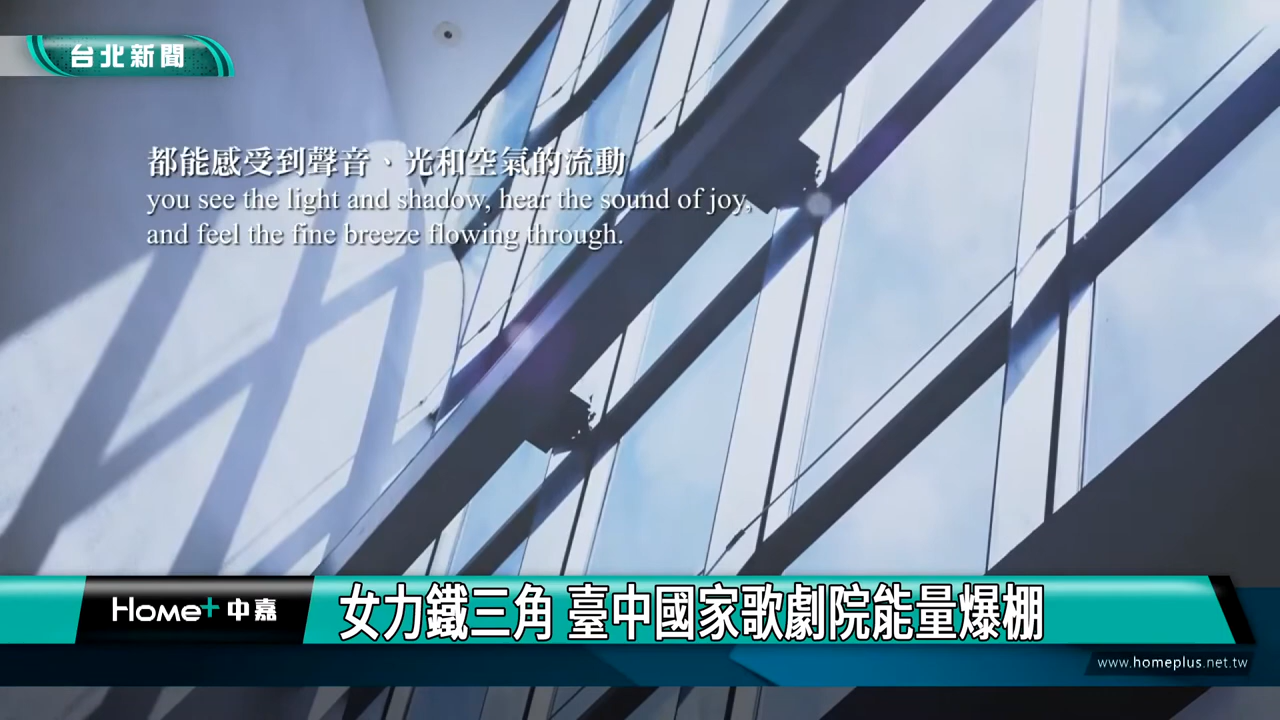 台北新聞
都能感受到聲音、光和空氣的流動
you see the light and shadow, hear the sound of joy,
and feel the fine breeze flowing through.
Home+ 中嘉
女力鐵三角 臺中國家歌劇院能量爆棚
www.homeplus.net.tw